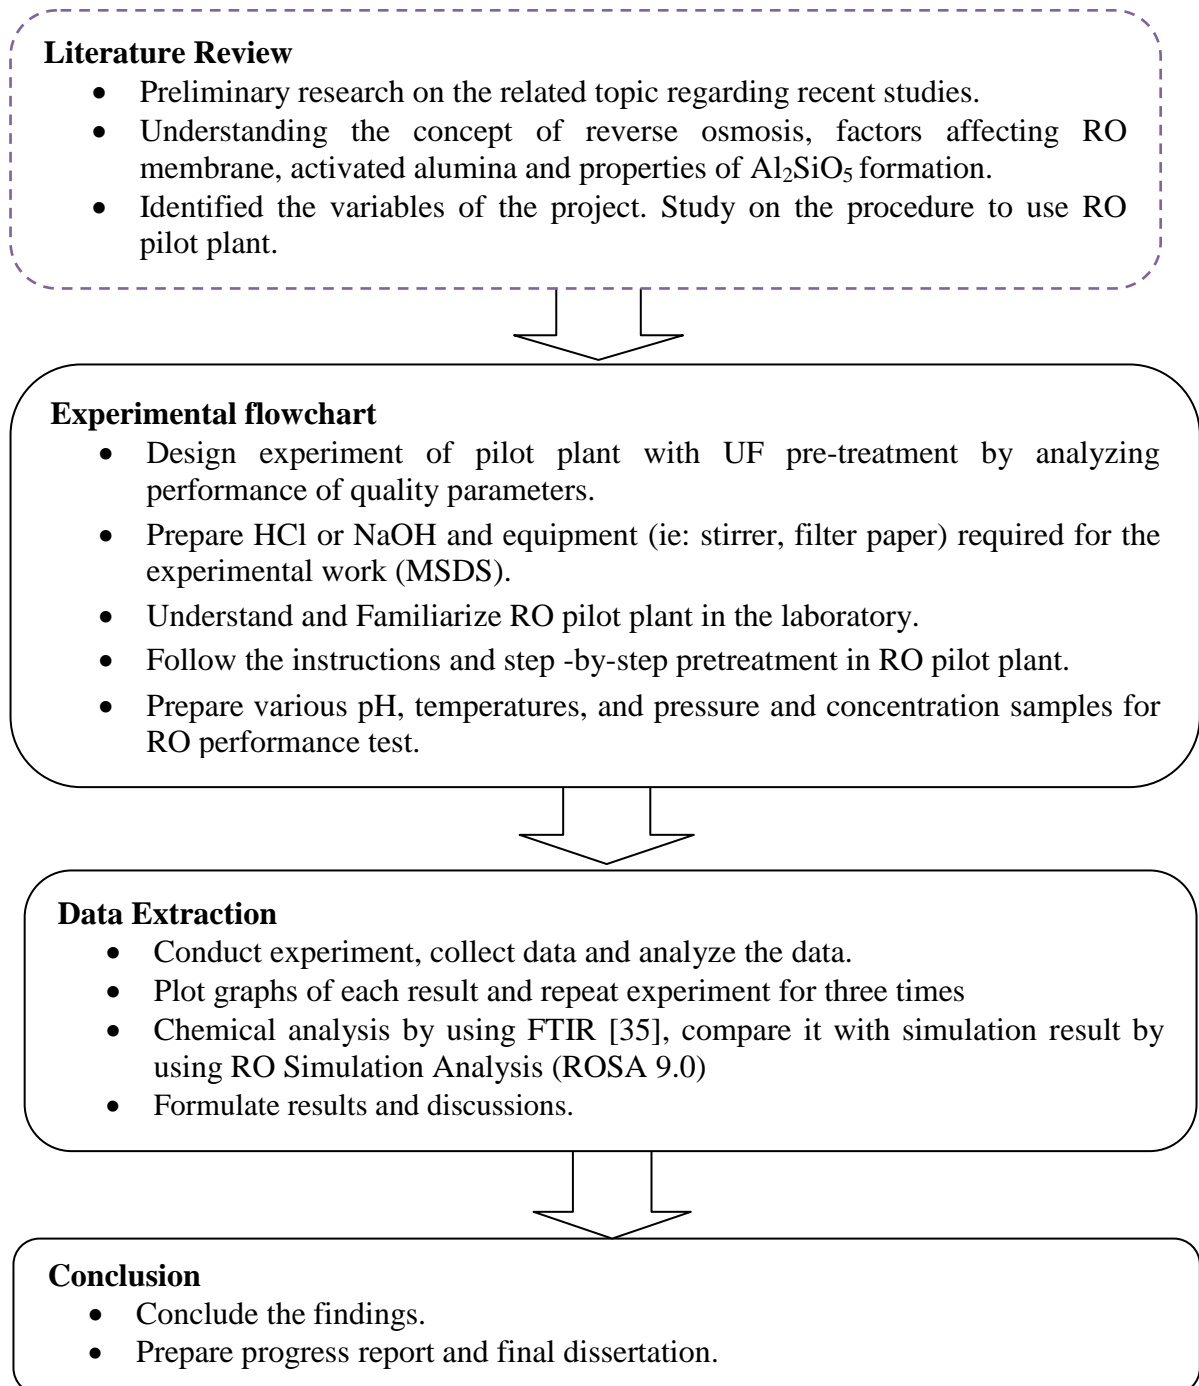 Literature Review
• Preliminary research on the related topic regarding recent studies.
• Understanding the concept of reverse osmosis, factors affecting RO
membrane, activated alumina and properties of Al₂SiO₅ formation.
• Identified the variables of the project. Study on the procedure to use RO
pilot plant.
Experimental flowchart
• Design experiment of pilot plant with UF pre-treatment by analyzing
performance of quality parameters.
• Prepare HCl or NaOH and equipment (ie: stirrer, filter paper) required for the
experimental work (MSDS).
• Understand and Familiarize RO pilot plant in the laboratory.
• Follow the instructions and step -by-step pretreatment in RO pilot plant.
• Prepare various pH, temperatures, and pressure and concentration samples for
RO performance test.
Data Extraction
• Conduct experiment, collect data and analyze the data.
• Plot graphs of each result and repeat experiment for three times
• Chemical analysis by using FTIR [35], compare it with simulation result by
using RO Simulation Analysis (ROSA 9.0)
• Formulate results and discussions.
Conclusion
• Conclude the findings.
• Prepare progress report and final dissertation.